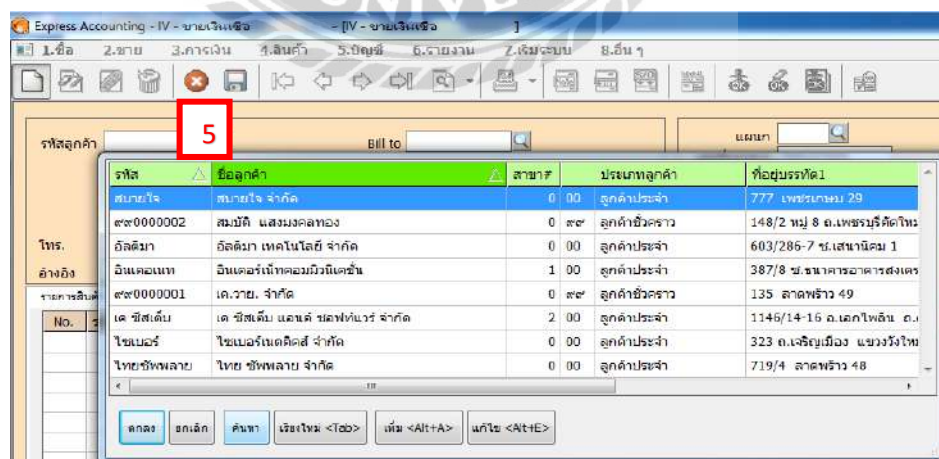 Express Accounting - IV - ขายเงินเชื่อ - [IV - ขายเงินเชื่อ ]
1.ซื้อ 2.ขาย 3.การเงิน 4.สินค้า 5.บัญชี 6.รายงาน 7.เริ่มระบบ 8.อื่น ๆ
5
รหัสลูกค้า Bill to แผนก
รหัส ชื่อลูกค้า สาขา# ประเภทลูกค้า ที่อยู่บรรทัด1
สบายใจ สบายใจ จำกัด 0 00 ลูกค้าประจำ 777 เพชรเกษม 29
๙๙0000002 สมบัติ แสงมงคลทอง 0 ๙๙ ลูกค้าชั่วคราว 148/2 หมู่ 8 ถ.เพชรบุรีตัดใหม่
โทร. อัลติมา อัลติมา เทคโนโลยี จำกัด 0 00 ลูกค้าประจำ 603/286-7 ซ.เสนานิคม 1
อ้างอิง อินเตอเนท อินเตอร์เน็ทคอมมิวนิเคชั่น 1 00 ลูกค้าประจำ 387/8 ซ.ธนาคารอาคารสงเคร
รายการสินค้ ๙๙0000001 เค.วาย. จำกัด 0 ๙๙ ลูกค้าชั่วคราว 135 ลาดพร้าว 49
No. เค ซีสเต็ม เค ซีสเต็ม แอนด์ ซอฟท์แวร์ จำกัด 2 00 ลูกค้าประจำ 1146/14-16 อ.เอกไพลิน ถ.
ไซเบอร์ ไซเบอร์เนตติคส์ จำกัด 0 00 ลูกค้าประจำ 323 ถ.เจริญเมือง แขวงวังใหม
ไทยซัพพลาย ไทย ซัพพลาย จำกัด 0 00 ลูกค้าประจำ 719/4 ลาดพร้าว 48
ตกลง ยกเลิก ค้นหา เรียงใหม่ <Tab> เพิ่ม <Alt+A> แก้ไข <Alt+E>